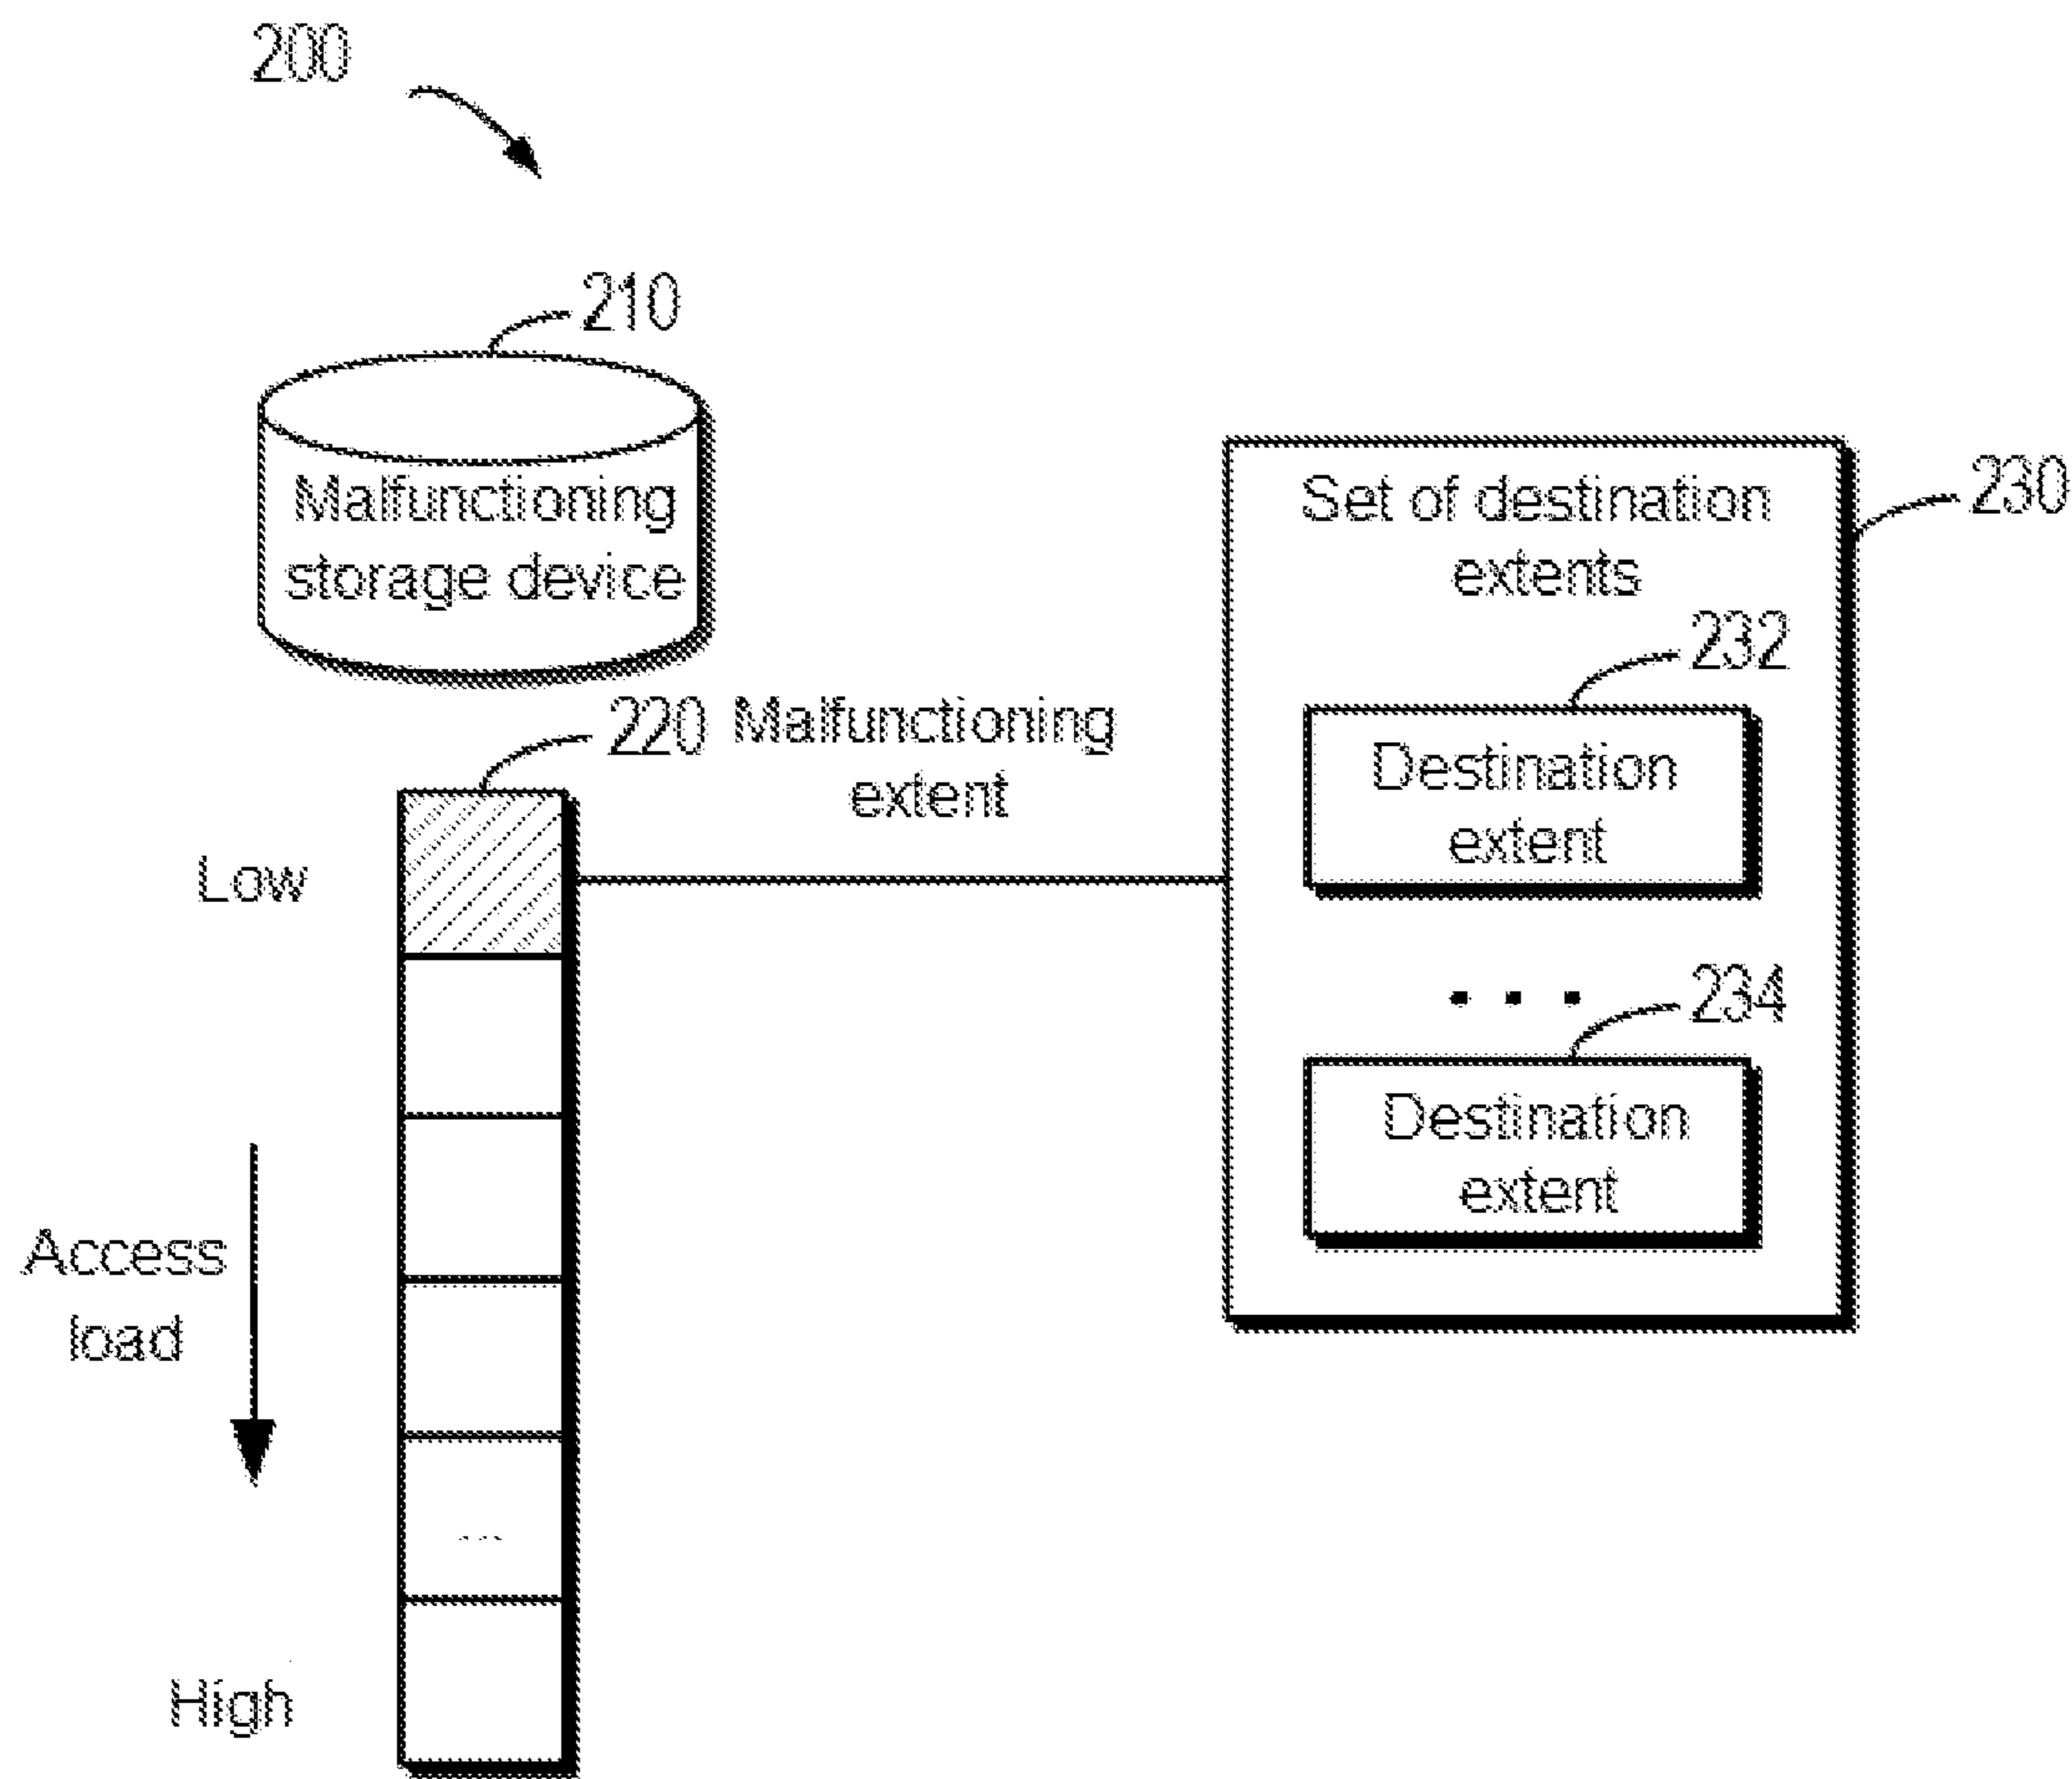 200
210
Malfunctioning
storage device
230
Set of destination
extents
232
Destination
extent
. . .
234
Destination
extent
220 Malfunctioning
extent
Low
Access
load
...
High